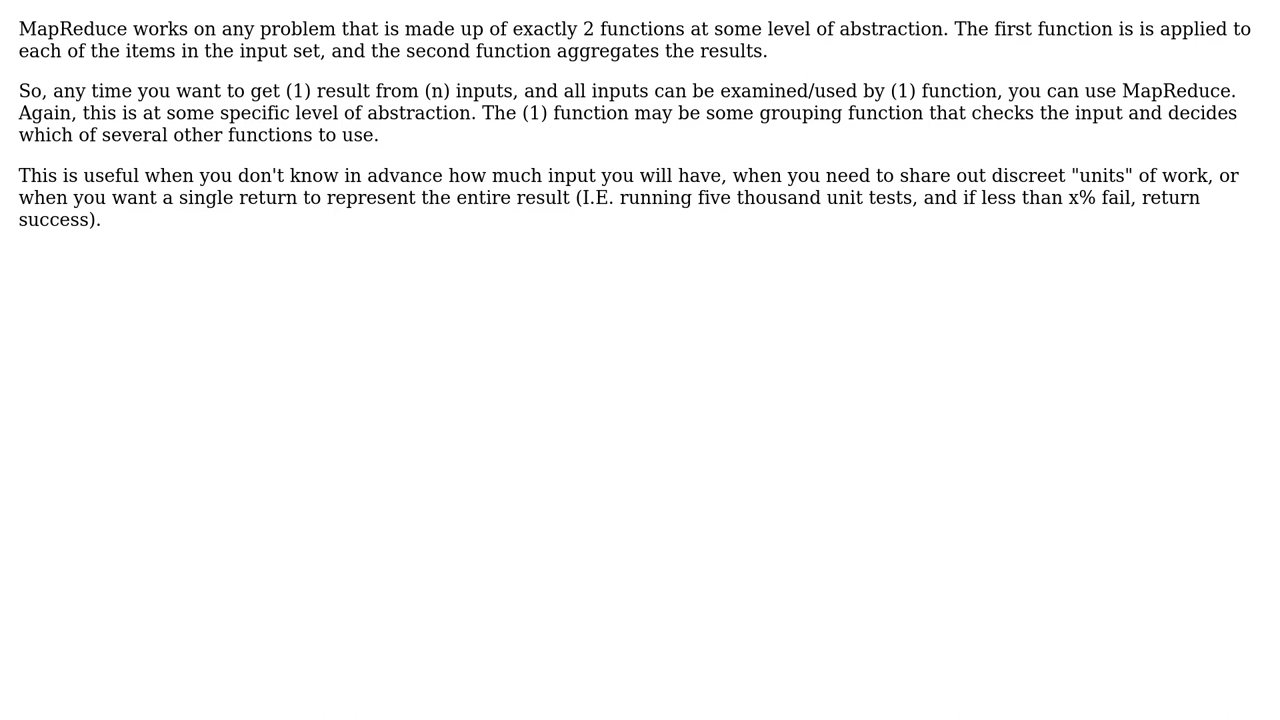 MapReduce works on any problem that is made up of exactly 2 functions at some level of abstraction. The first function is is applied to
each of the items in the input set, and the second function aggregates the results.
So, any time you want to get (1) result from (n) inputs, and all inputs can be examined/used by (1) function, you can use MapReduce.
Again, this is at some specific level of abstraction. The (1) function may be some grouping function that checks the input and decides
which of several other functions to use.
This is useful when you don't know in advance how much input you will have, when you need to share out discreet "units" of work, or
when you want a single return to represent the entire result (I.E. running five thousand unit tests, and if less than x% fail, return
success).